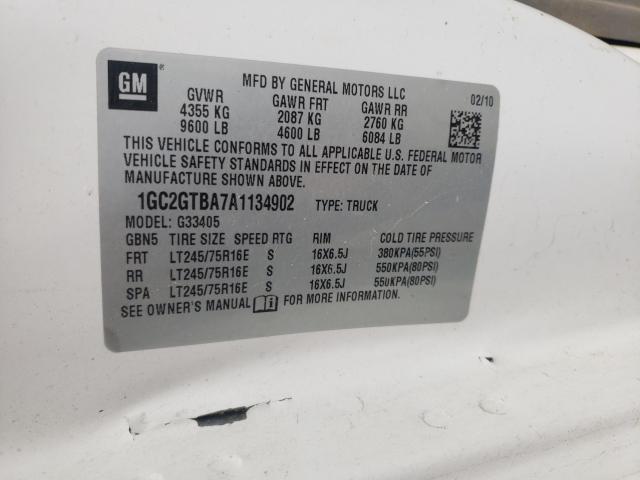 GM
MFD BY GENERAL MOTORS LLC
02/10
GVWR GAWR FRT GAWR RR
4355 KG 2087 KG 2760 KG
9600 LB 4600 LB 6084 LB
THIS VEHICLE CONFORMS TO ALL APPLICABLE U.S. FEDERAL MOTOR
VEHICLE SAFETY STANDARDS IN EFFECT ON THE DATE OF
MANUFACTURE SHOWN ABOVE.
1GC2GTBA7A1134902 TYPE: TRUCK
MODEL: G33405
GBN5 TIRE SIZE SPEED RTG RIM COLD TIRE PRESSURE
FRT LT245/75R16E S 16X6.5J 380KPA(55PSI)
RR LT245/75R16E S 16X6.5J 550KPA(80PSI)
SPA LT245/75R16E S 16X6.5J 550KPA(80PSI)
SEE OWNER'S MANUAL FOR MORE INFORMATION.